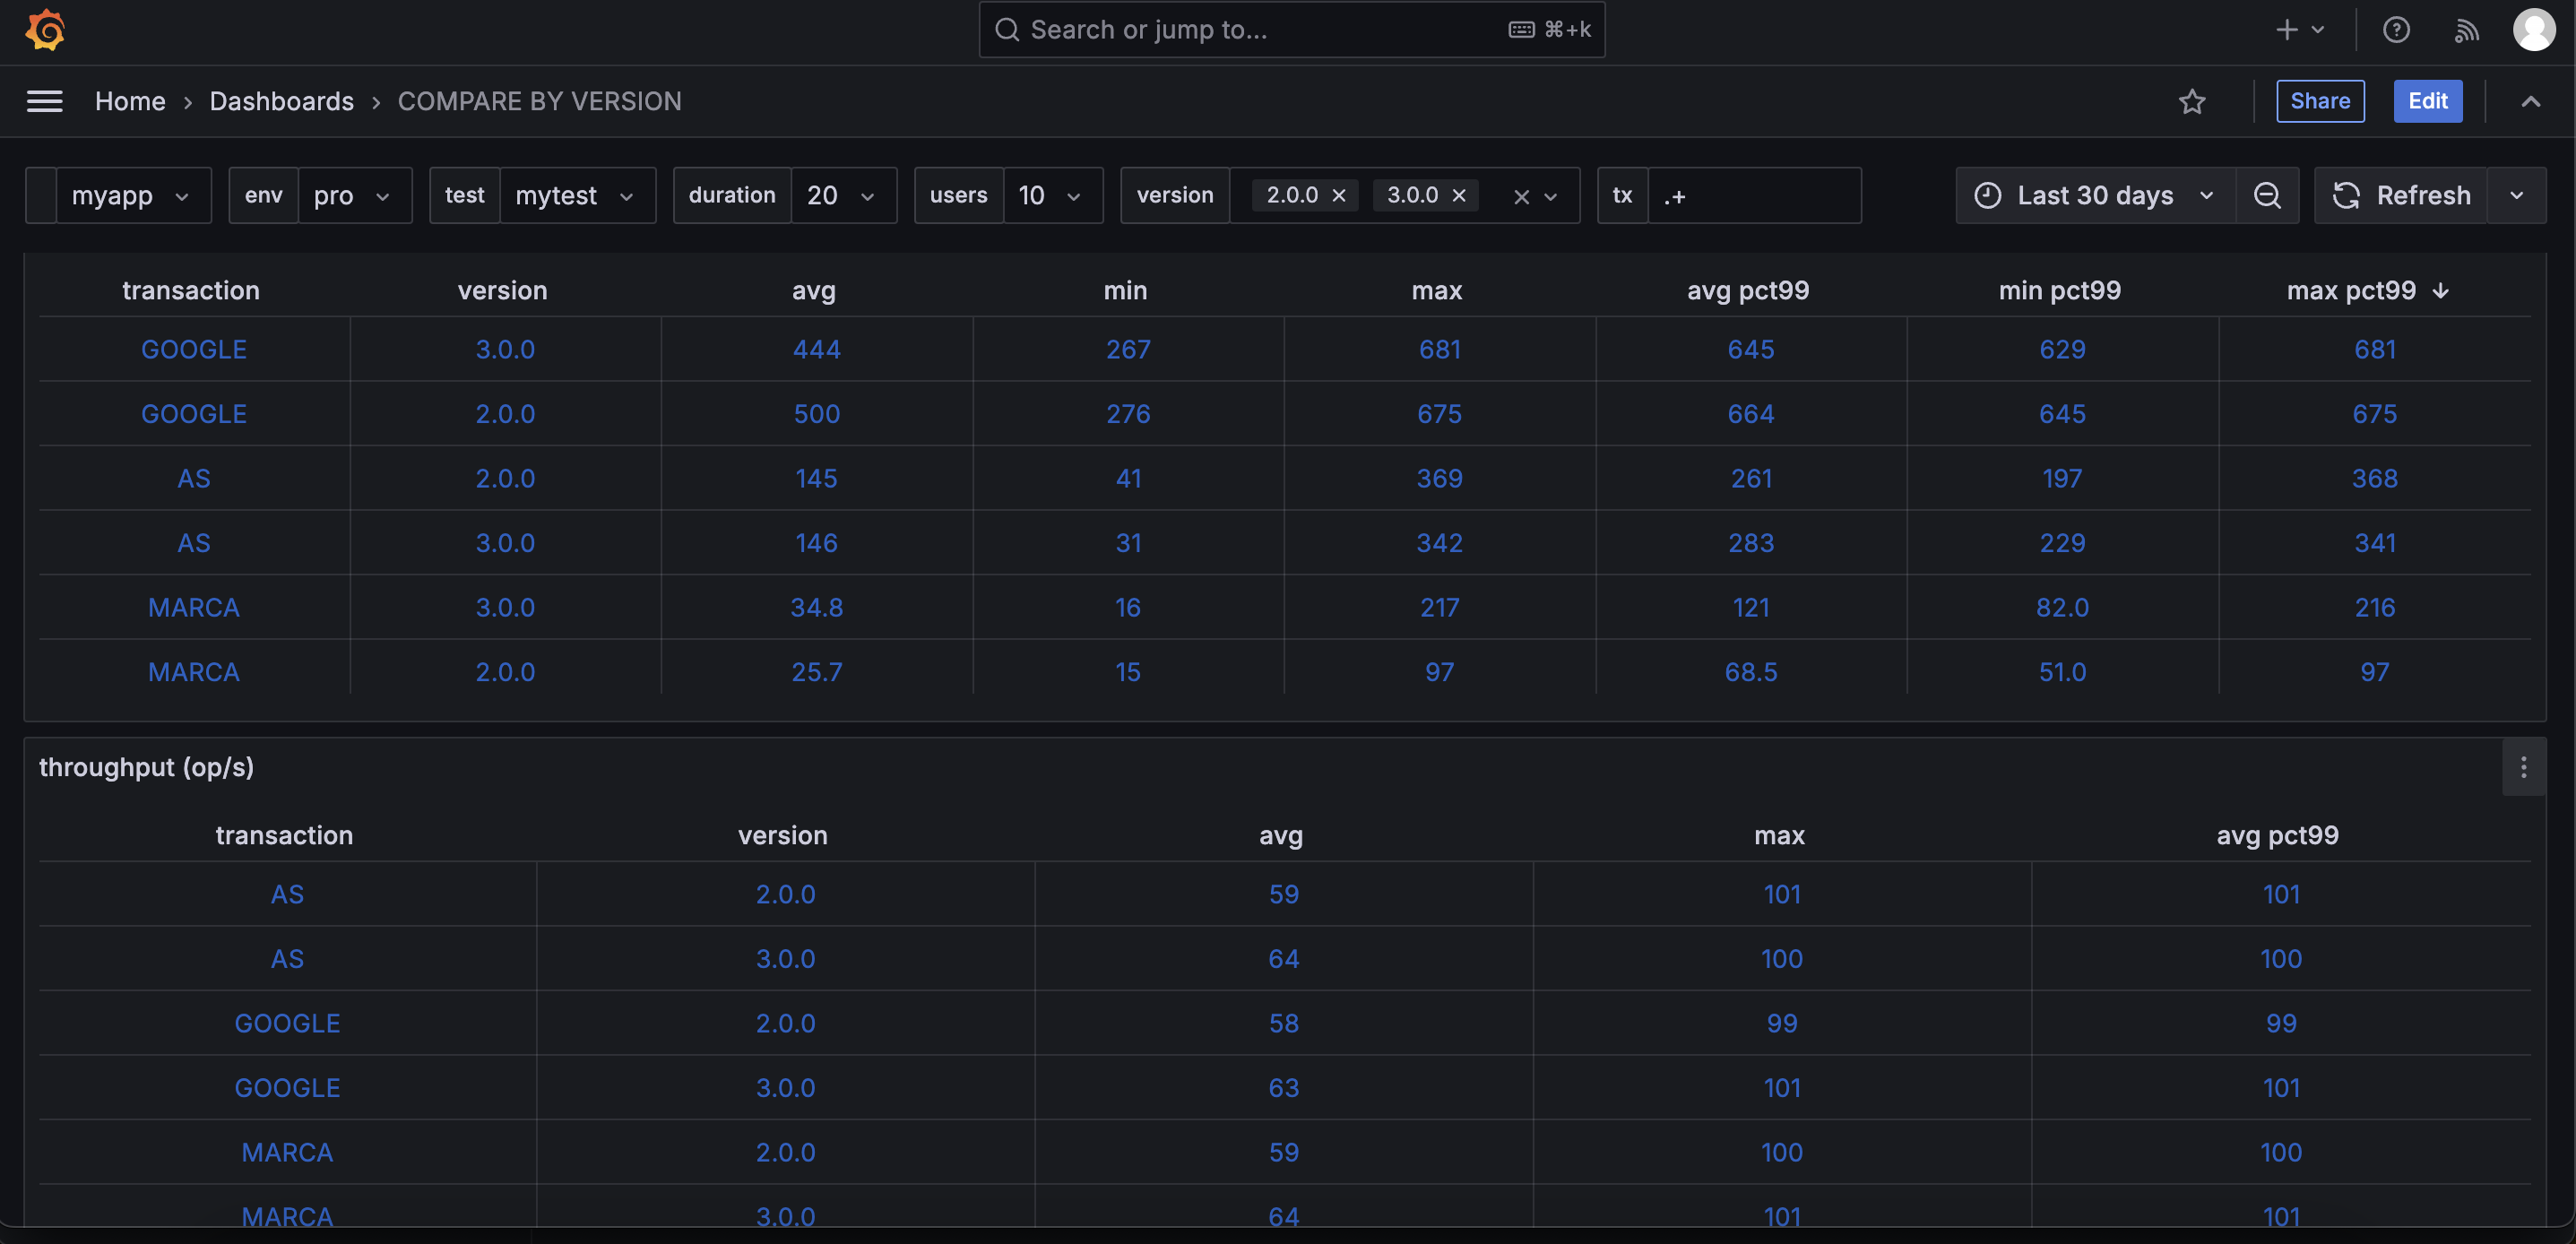 Search or jump to... ⌘+k
Home › Dashboards › COMPARE BY VERSION Share Edit
myapp env pro test mytest duration 20 users 10 version 2.0.0 × 3.0.0 × tx .+ Last 30 days Refresh
transaction version avg min max avg pct99 min pct99 max pct99 ↓
GOOGLE 3.0.0 444 267 681 645 629 681
GOOGLE 2.0.0 500 276 675 664 645 675
AS 2.0.0 145 41 369 261 197 368
AS 3.0.0 146 31 342 283 229 341
MARCA 3.0.0 34.8 16 217 121 82.0 216
MARCA 2.0.0 25.7 15 97 68.5 51.0 97
throughput (op/s)
transaction version avg max avg pct99
AS 2.0.0 59 101 101
AS 3.0.0 64 100 100
GOOGLE 2.0.0 58 99 99
GOOGLE 3.0.0 63 101 101
MARCA 2.0.0 59 100 100
MARCA 3.0.0 64 101 101